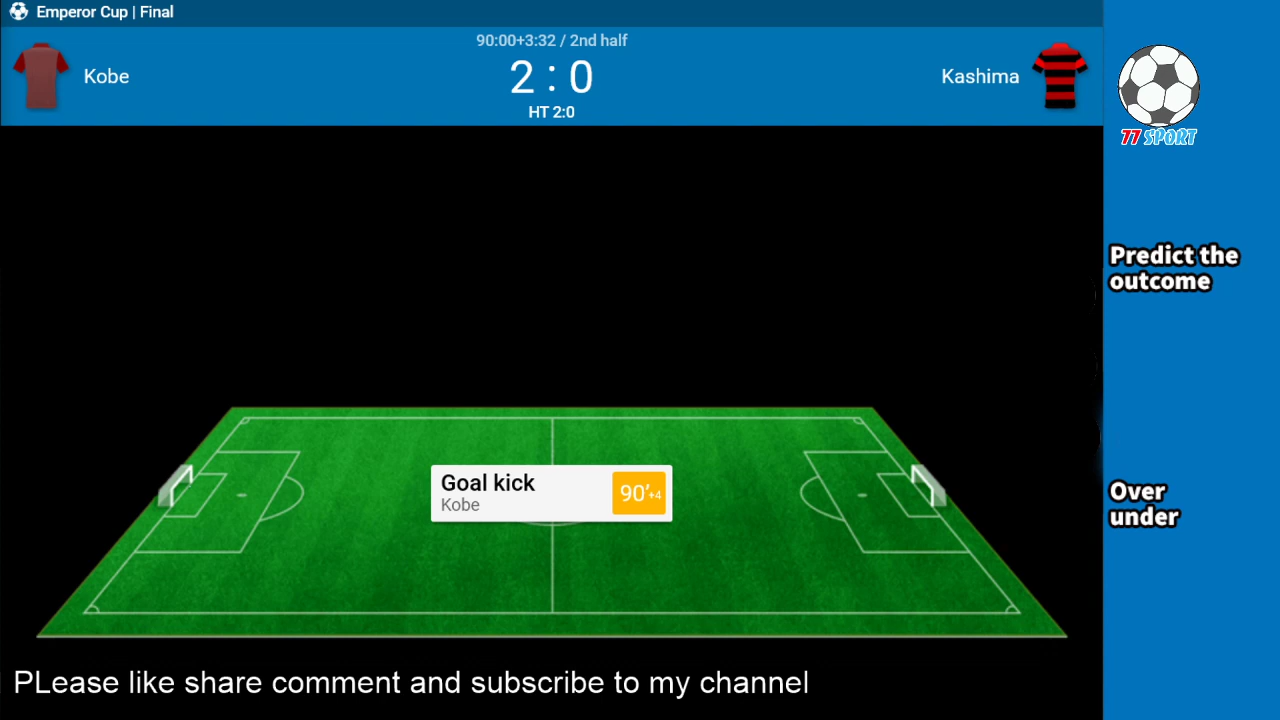 Emperor Cup | Final
90:00+3:32 / 2nd half
Kobe
2 : 0
Kashima
HT 2:0
77 SPORT
Predict the
outcome
Goal kick
Kobe
90’+4
Over
under
PLease like share comment and subscribe to my channel